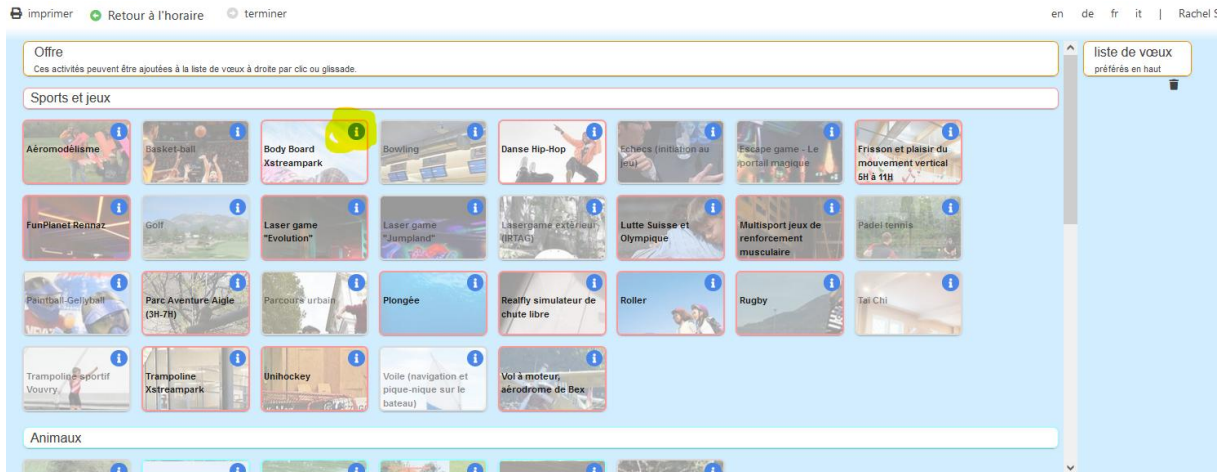 imprimer Retour à l'horaire terminer en de fr it | Rachel S
Offre
Ces activités peuvent être ajoutées à la liste de vœux à droite par clic ou glissade.
liste de vœux
préférés en haut
Sports et jeux
Aéromodélisme
Basket-ball
Body Board
Xstreampark
Bowling
Danse Hip-Hop
Echecs (initiation au
jeu)
Escape game - Le
portail magique
Frisson et plaisir du
mouvement vertical
5H à 11H
FunPlanet Rennaz
Golf
Laser game
"Evolution"
Laser game
"Jumpland"
Lasergame extérieur
(IRTAG)
Lutte Suisse et
Olympique
Multisport jeux de
renforcement
musculaire
Padel tennis
Paintball-Gellyball
Parc Aventure Aigle
(3H-7H)
Parcours urbain
Plongée
Realfly simulateur de
chute libre
Roller
Rugby
Tai Chi
Trampoline sportif
Vouvry
Trampoline
Xstreampark
Unihockey
Voile (navigation et
pique-nique sur le
bateau)
Vol à moteur,
aérodrome de Bex
Animaux